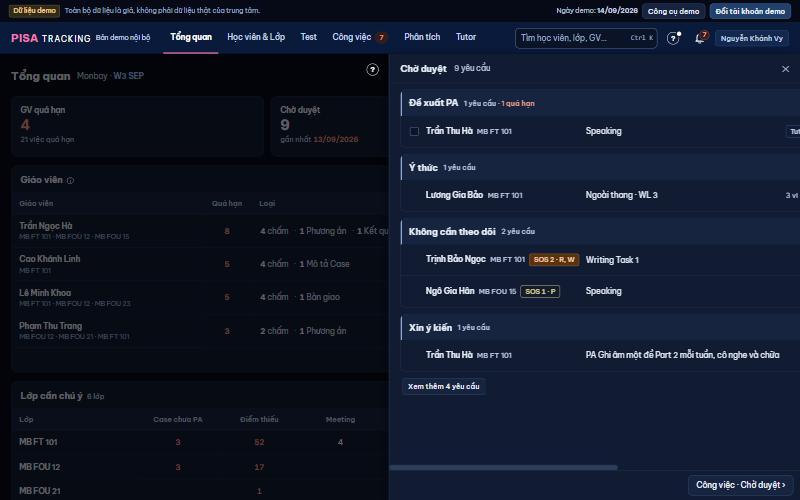 Dữ liệu demo Toàn bộ dữ liệu là giả, không phải dữ liệu thật của trung tâm. Ngày demo: 14/09/2026 Công cụ demo Đổi tài khoản demo
PISA TRACKING Bản demo nội bộ Tổng quan Học viên & Lớp Test Công việc 7 Phân tích Tutor Tìm học viên, lớp, GV... Ctrl K ? 7 Nguyễn Khánh Vy
Tổng quan Monbay · W3 SEP ?
GV quá hạn
4
21 việc quá hạn
Chờ duyệt
9
gần nhất 13/09/2026
Giáo viên
Giáo viên Quá hạn Loại
Trần Ngọc Hà 8 4 chấm · 1 Phương án · 1 Kết qu
MB FT 101 · MB FOU 12 · MB FOU 15
Cao Khánh Linh 5 4 chấm · 1 Mô tả Case
MB FT 101
Lê Minh Khoa 5 4 chấm · 1 Bàn giao
MB FT 101 · MB FOU 12 · MB FOU 23
Phạm Thu Trang 3 2 chấm · 1 Phương án
MB FOU 12 · MB FOU 21 · MB FT 101
Lớp cần chú ý 6 lớp
Lớp Case chưa PA Điểm thiếu Meeting
MB FT 101 3 52 4
MB FOU 12 3 17
MB FOU 21 1
Chờ duyệt 9 yêu cầu ×
Đề xuất PA 1 yêu cầu · 1 quá hạn
Trần Thu Hà MB FT 101 Speaking Tut
Ý thức 1 yêu cầu
Lương Gia Bảo MB FT 101 Ngoài thang · WL 3 3 vi
Không cần theo dõi 2 yêu cầu
Trịnh Bảo Ngọc MB FT 101 SOS 2 · R, W Writing Task 1
Ngô Gia Hân MB FOU 15 SOS 1 · P Speaking
Xin ý kiến 1 yêu cầu
Trần Thu Hà MB FT 101 PA Ghi âm một đề Part 2 mỗi tuần, cô nghe và chữa
Xem thêm 4 yêu cầu
Công việc · Chờ duyệt ›